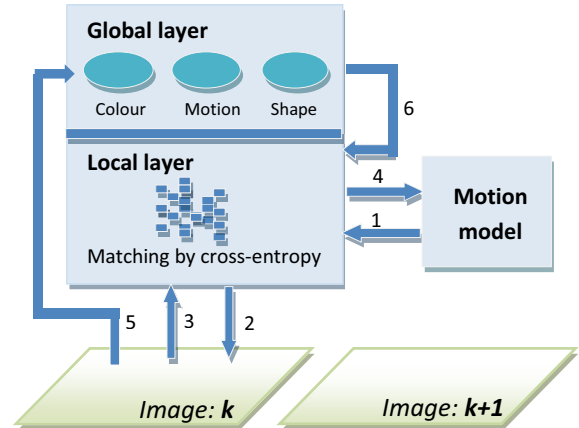 Global layer
Colour Motion Shape
6
Local layer
4
Motion
model
1
Matching by cross-entropy
5
3
2
Image: k
Image: k+1